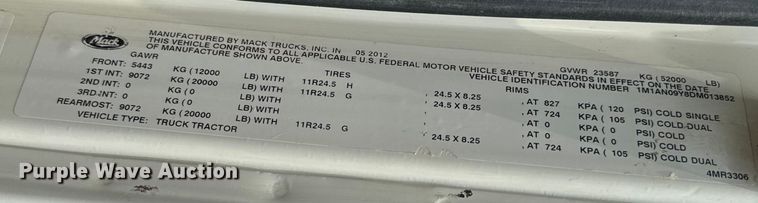 Mack
MANUFACTURED BY MACK TRUCKS, INC. IN 05 2012
THIS VEHICLE CONFORMS TO ALL APPLICABLE U.S. FEDERAL MOTOR VEHICLE SAFETY STANDARDS IN EFFECT ON THE DATE
OF MANUFACTURE SHOWN ABOVE. GVWR 23587 KG ( 52000 LB)
VEHICLE IDENTIFICATION NUMBER 1M1AN09Y8DM013852
GAWR TIRES RIMS
FRONT: 5443 KG (12000 LB) WITH 11R24.5 H , 24.5 X 8.25 , AT 827 KPA ( 120 PSI) COLD SINGLE
1ST INT: 9072 KG (20000 LB) WITH 11R24.5 G , 24.5 X 8.25 , AT 724 KPA ( 105 PSI) COLD DUAL
2ND INT: 0 KG ( 0 LB) WITH , AT 0 KPA ( 0 PSI) COLD
3RD INT: 0 KG ( 0 LB) WITH , AT 0 KPA ( 0 PSI) COLD
REARMOST: 9072 KG ( 20000 LB) WITH 11R24.5 G 24.5 X 8.25 , AT 724 KPA ( 105 PSI) COLD DUAL
VEHICLE TYPE: TRUCK TRACTOR
4MR3306
Purple Wave Auction